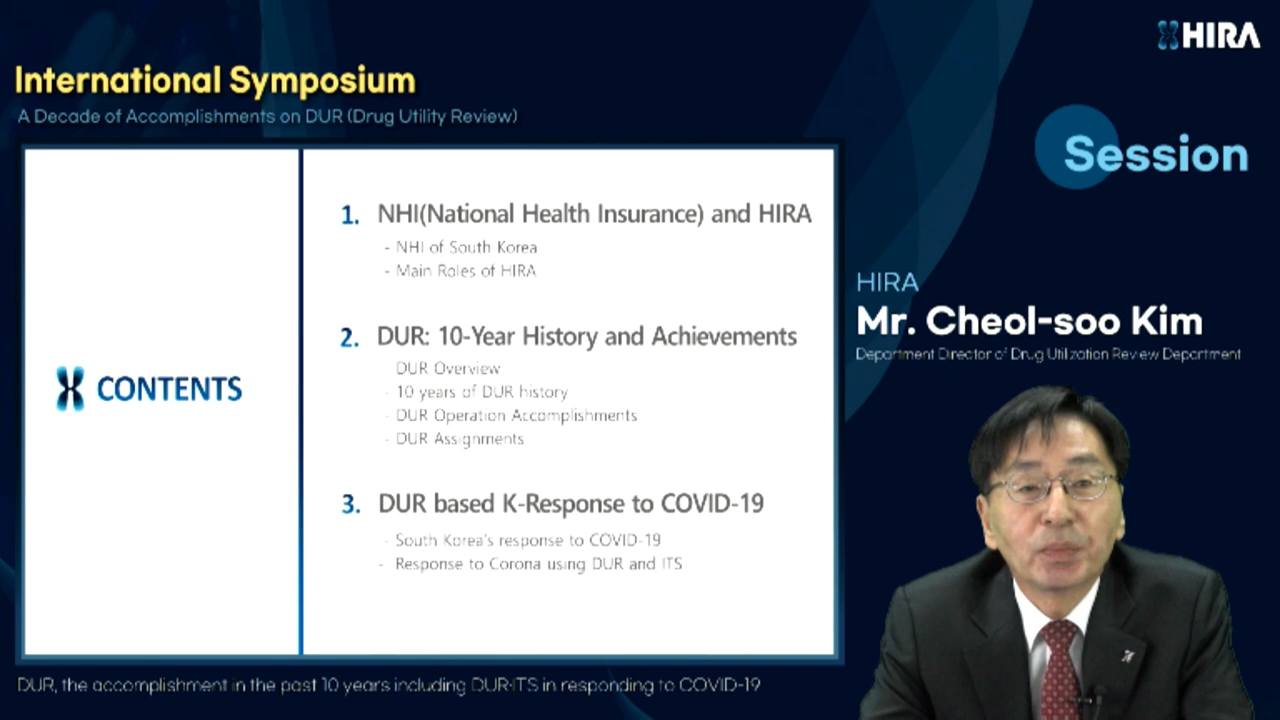 HIRA
International Symposium
A Decade of Accomplishments on DUR (Drug Utility Review)
Session
CONTENTS
1. NHI(National Health Insurance) and HIRA
- NHI of South Korea
- Main Roles of HIRA
2. DUR: 10-Year History and Achievements
DUR Overview
- 10 years of DUR history
- DUR Operation Accomplishments
- DUR Assignments
3. DUR based K-Response to COVID-19
- South Korea's response to COVID-19
- Response to Corona using DUR and ITS
HIRA
Mr. Cheol-soo Kim
Department Director of Drug Utilization Review Department
DUR, the accomplishment in the past 10 years including DUR·ITS in responding to COVID-19